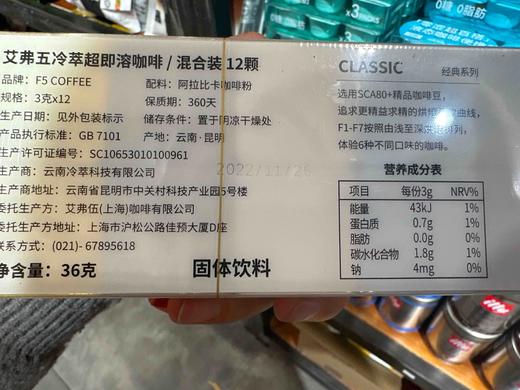 艾弗五冷萃超即溶咖啡 / 混合装 12颗
品牌：F5 COFFEE
配料：阿拉比卡咖啡粉
规格：3克x12
保质期：360天
生产日期：见外包装标示
储存条件：置于阴凉干燥处
产品执行标准：GB 7101
产地：云南·昆明
生产许可证编号：SC10653010100961
生产商：云南冷萃科技有限公司
生产商地址：云南省昆明市中关村科技产业园5号楼
委托生产方：艾弗伍(上海)咖啡有限公司
委托生产方地址：上海市沪松公路佳预大厦D座
联系方式：(021)- 67895618
净含量：36克
固体饮料
2022/11/26
CLASSIC
经典系列
选用SCA80+精品咖啡豆，
追求更精益求精的烘焙曲线，
F1-F7按照由浅至深烘焙排列，
体验6种不同口味的咖啡。
营养成分表
项目 每份3g NRV%
能量 43kJ 1%
蛋白质 0.7g 1%
脂肪 0.0g 0%
碳水化合物 1.8g 1%
钠 4mg 0%
0糖 0脂肪
illy